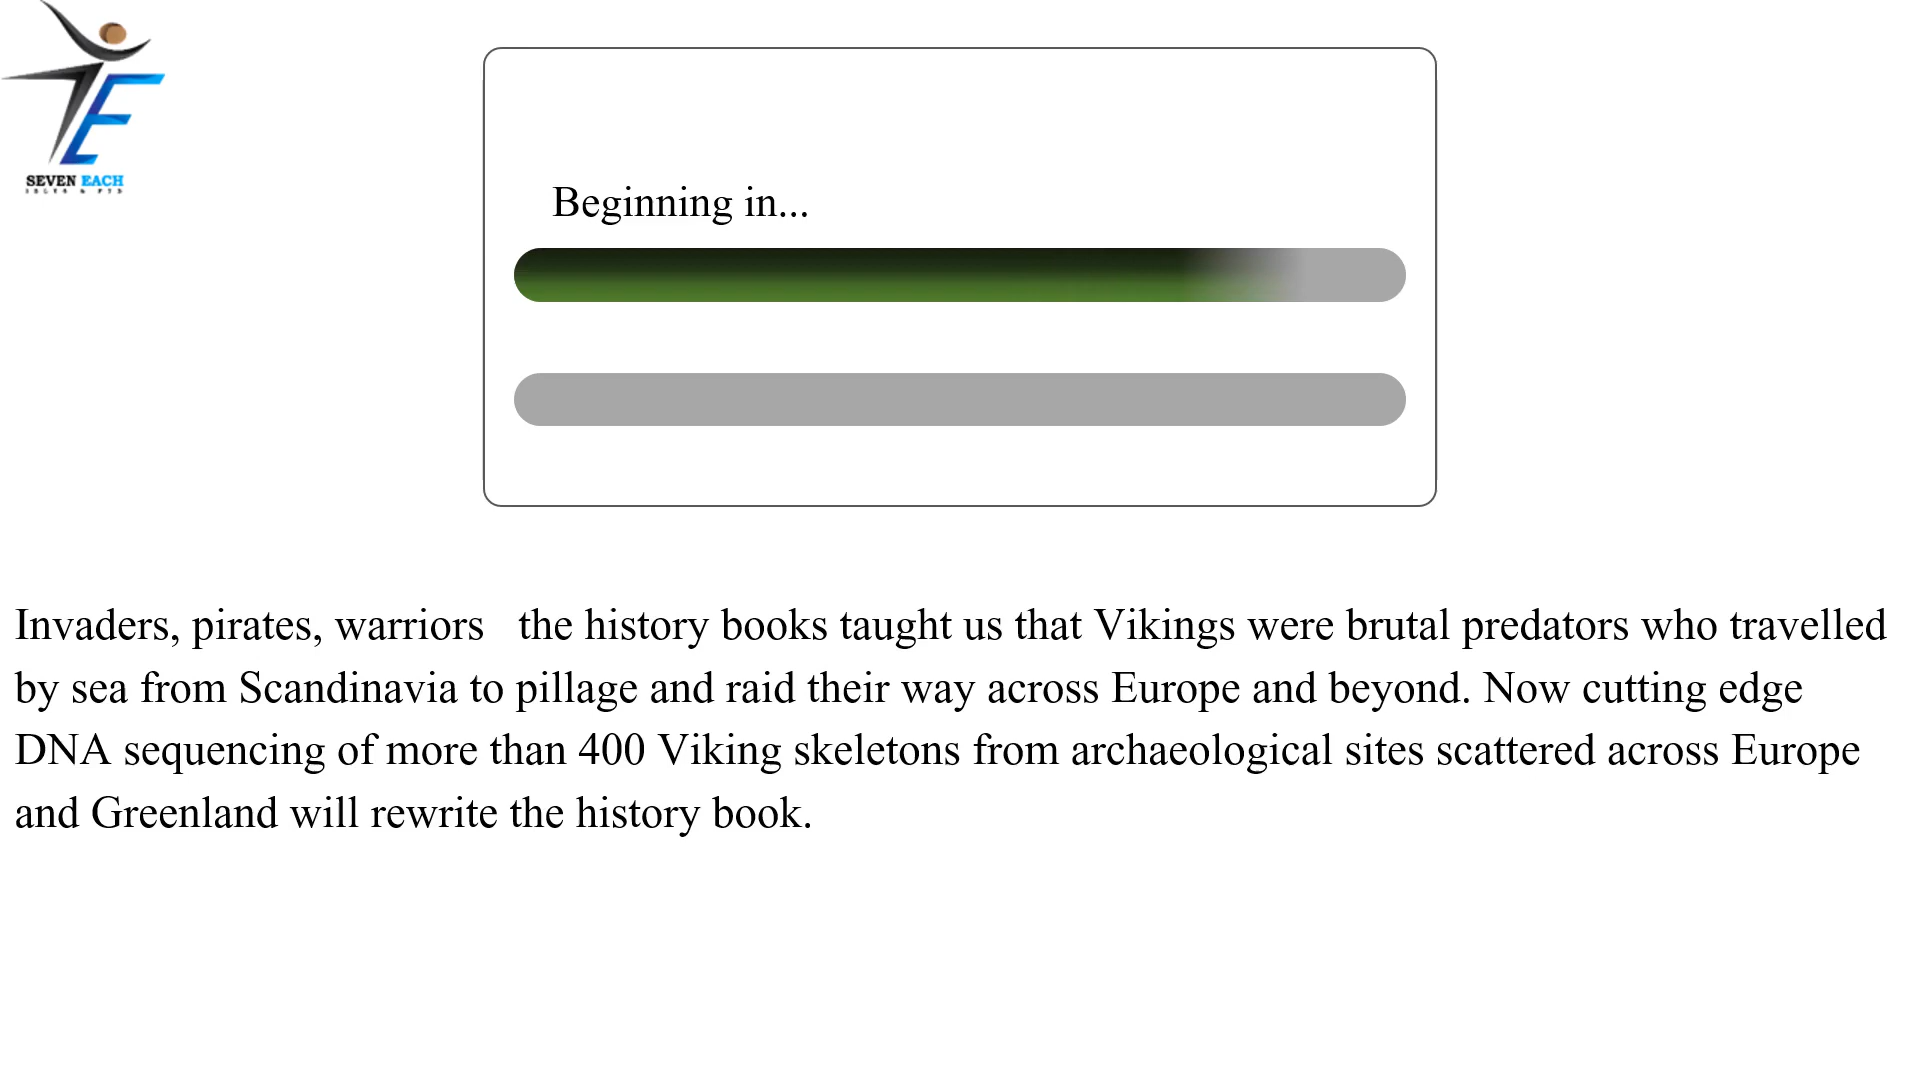 SEVEN EACH
Beginning in...
Invaders, pirates, warriors   the history books taught us that Vikings were brutal predators who travelled
by sea from Scandinavia to pillage and raid their way across Europe and beyond. Now cutting edge
DNA sequencing of more than 400 Viking skeletons from archaeological sites scattered across Europe
and Greenland will rewrite the history book.